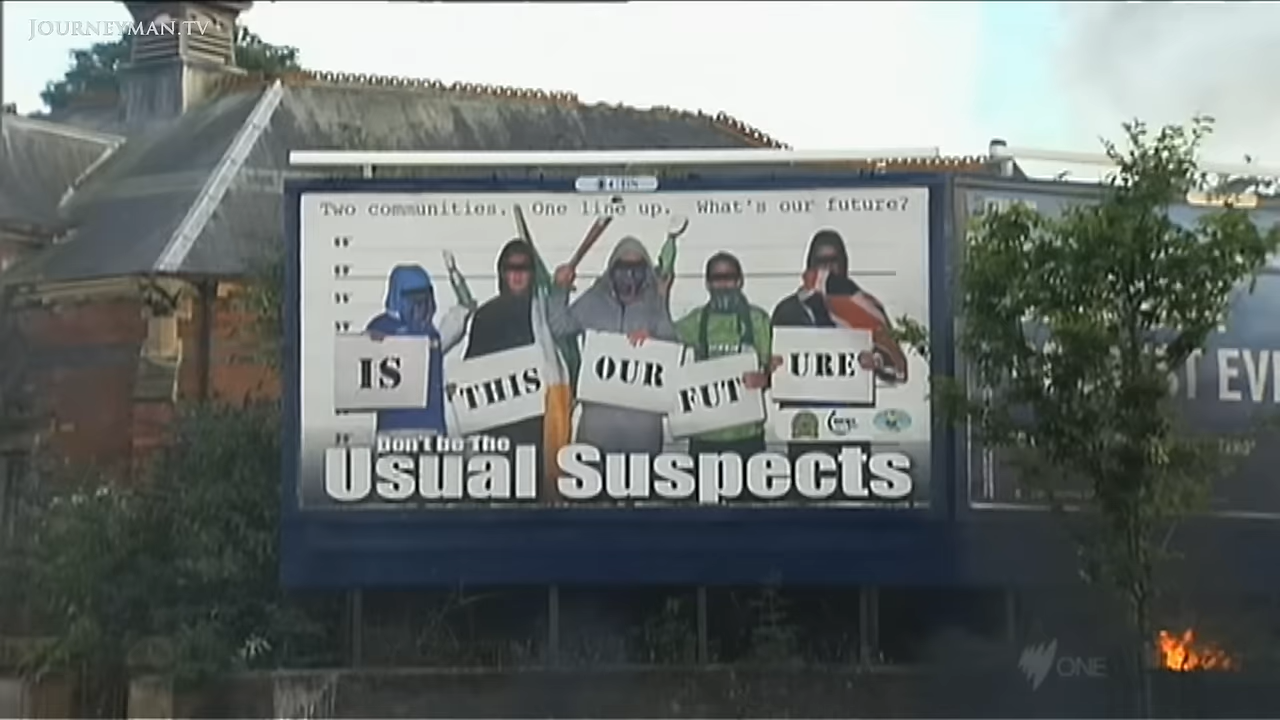 JOURNEYMAN.TV
CBS
Two communities. One line up. What's our future?
IS
THIS
OUR
FUT
URE
Don't be The
Usual Suspects
ST EV
ONE